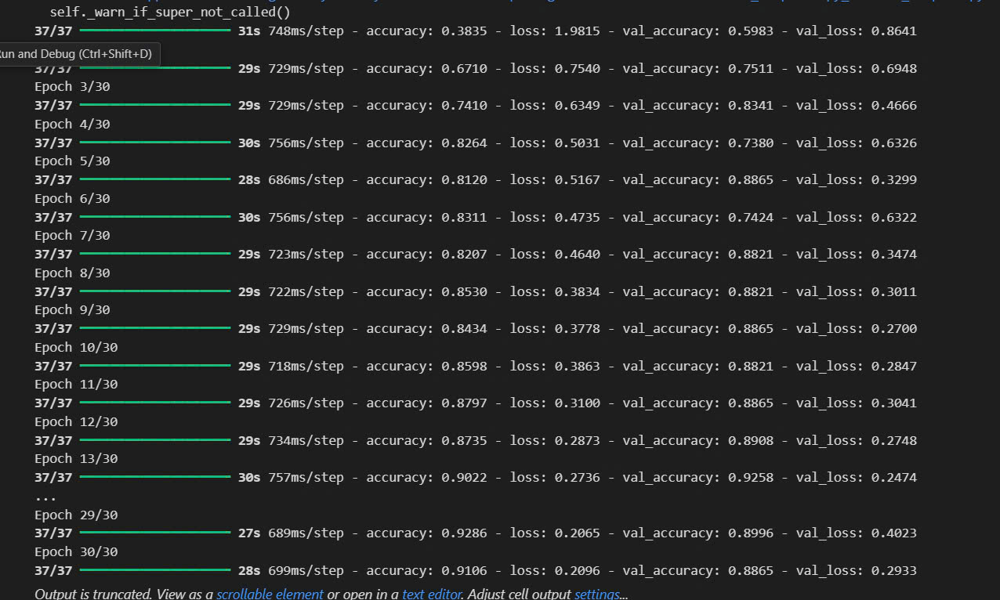 self._warn_if_super_not_called()
37/37 ━━━━━━━━━━━━━━━━━━━━ 31s 748ms/step - accuracy: 0.3835 - loss: 1.9815 - val_accuracy: 0.5983 - val_loss: 0.8641
un and Debug (Ctrl+Shift+D)
37/37 ━━━━━━━━━━━━━━━━━━━━ 29s 729ms/step - accuracy: 0.6710 - loss: 0.7540 - val_accuracy: 0.7511 - val_loss: 0.6948
Epoch 3/30
37/37 ━━━━━━━━━━━━━━━━━━━━ 29s 729ms/step - accuracy: 0.7410 - loss: 0.6349 - val_accuracy: 0.8341 - val_loss: 0.4666
Epoch 4/30
37/37 ━━━━━━━━━━━━━━━━━━━━ 30s 756ms/step - accuracy: 0.8264 - loss: 0.5031 - val_accuracy: 0.7380 - val_loss: 0.6326
Epoch 5/30
37/37 ━━━━━━━━━━━━━━━━━━━━ 28s 686ms/step - accuracy: 0.8120 - loss: 0.5167 - val_accuracy: 0.8865 - val_loss: 0.3299
Epoch 6/30
37/37 ━━━━━━━━━━━━━━━━━━━━ 30s 756ms/step - accuracy: 0.8311 - loss: 0.4735 - val_accuracy: 0.7424 - val_loss: 0.6322
Epoch 7/30
37/37 ━━━━━━━━━━━━━━━━━━━━ 29s 723ms/step - accuracy: 0.8207 - loss: 0.4640 - val_accuracy: 0.8821 - val_loss: 0.3474
Epoch 8/30
37/37 ━━━━━━━━━━━━━━━━━━━━ 29s 722ms/step - accuracy: 0.8530 - loss: 0.3834 - val_accuracy: 0.8821 - val_loss: 0.3011
Epoch 9/30
37/37 ━━━━━━━━━━━━━━━━━━━━ 29s 729ms/step - accuracy: 0.8434 - loss: 0.3778 - val_accuracy: 0.8865 - val_loss: 0.2700
Epoch 10/30
37/37 ━━━━━━━━━━━━━━━━━━━━ 29s 718ms/step - accuracy: 0.8598 - loss: 0.3863 - val_accuracy: 0.8821 - val_loss: 0.2847
Epoch 11/30
37/37 ━━━━━━━━━━━━━━━━━━━━ 29s 726ms/step - accuracy: 0.8797 - loss: 0.3100 - val_accuracy: 0.8865 - val_loss: 0.3041
Epoch 12/30
37/37 ━━━━━━━━━━━━━━━━━━━━ 29s 734ms/step - accuracy: 0.8735 - loss: 0.2873 - val_accuracy: 0.8908 - val_loss: 0.2748
Epoch 13/30
37/37 ━━━━━━━━━━━━━━━━━━━━ 30s 757ms/step - accuracy: 0.9022 - loss: 0.2736 - val_accuracy: 0.9258 - val_loss: 0.2474
...
Epoch 29/30
37/37 ━━━━━━━━━━━━━━━━━━━━ 27s 689ms/step - accuracy: 0.9286 - loss: 0.2065 - val_accuracy: 0.8996 - val_loss: 0.4023
Epoch 30/30
37/37 ━━━━━━━━━━━━━━━━━━━━ 28s 699ms/step - accuracy: 0.9106 - loss: 0.2096 - val_accuracy: 0.8865 - val_loss: 0.2933
Output is truncated. View as a scrollable element or open in a text editor. Adjust cell output settings...